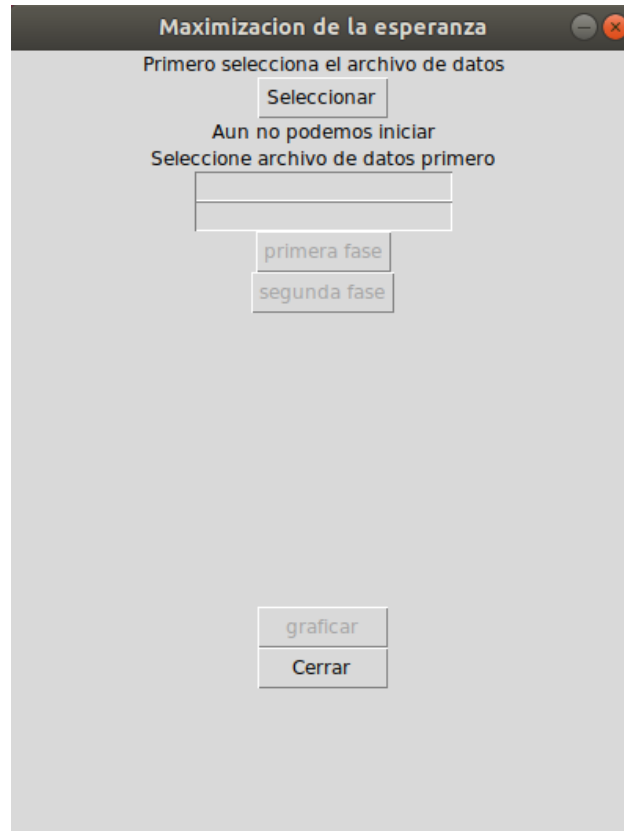 Maximizacion de la esperanza
Primero selecciona el archivo de datos
Seleccionar
Aun no podemos iniciar
Seleccione archivo de datos primero
primera fase
segunda fase
graficar
Cerrar